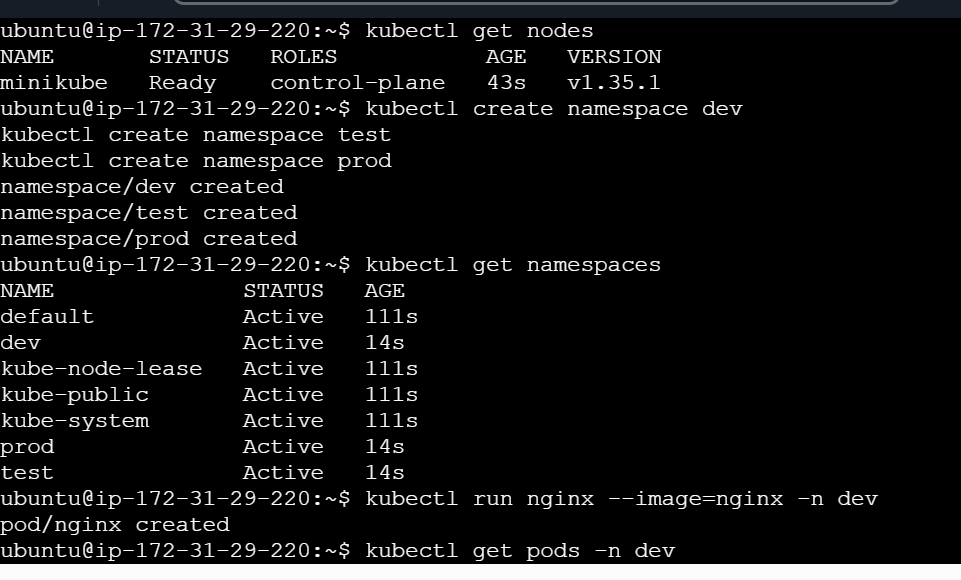 ubuntu@ip-172-31-29-220:~$ kubectl get nodes
NAME       STATUS   ROLES           AGE   VERSION
minikube   Ready    control-plane   43s   v1.35.1
ubuntu@ip-172-31-29-220:~$ kubectl create namespace dev
kubectl create namespace test
kubectl create namespace prod
namespace/dev created
namespace/test created
namespace/prod created
ubuntu@ip-172-31-29-220:~$ kubectl get namespaces
NAME              STATUS   AGE
default           Active   111s
dev               Active   14s
kube-node-lease   Active   111s
kube-public       Active   111s
kube-system       Active   111s
prod              Active   14s
test              Active   14s
ubuntu@ip-172-31-29-220:~$ kubectl run nginx --image=nginx -n dev
pod/nginx created
ubuntu@ip-172-31-29-220:~$ kubectl get pods -n dev